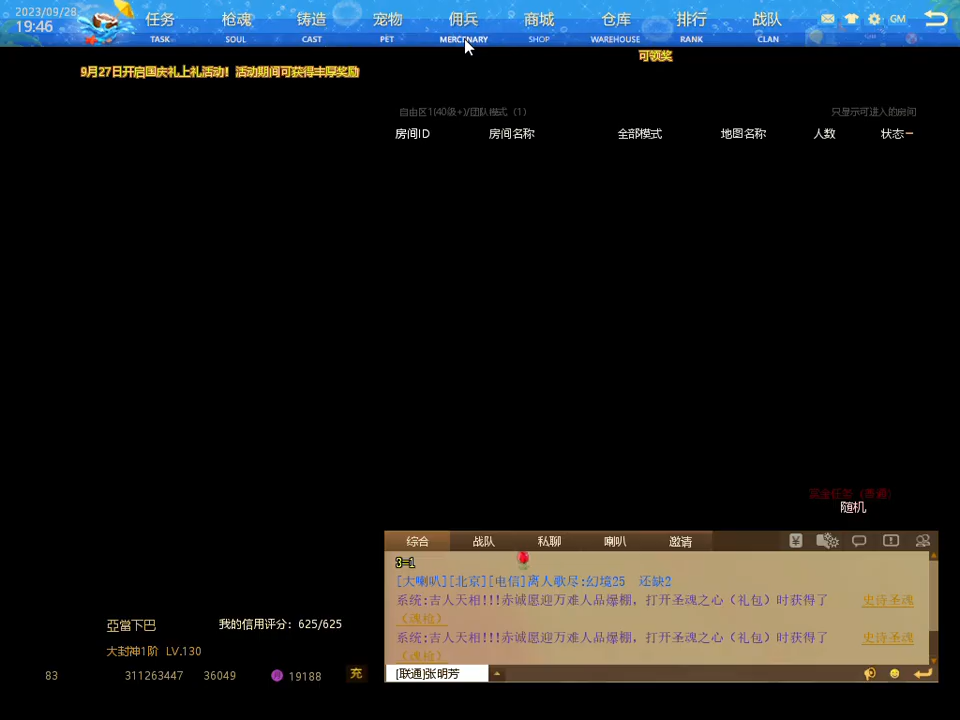 2023/09/28
19:46
任务 枪魂 铸造 宠物 佣兵 商城 仓库 排行 战队
TASK SOUL CAST PET MERCENARY SHOP WAREHOUSE RANK CLAN
GM
可领奖
9月27日开启国庆礼上礼活动！活动期间可获得丰厚奖励
自由区1(40级+)/团队模式（1） 只显示可进入的房间
房间ID 房间名称 全部模式 地图名称 人数 状态
赏金任务（普通）
随机
综合 战队 私聊 喇叭 邀请
3=1
[大喇叭][北京][电信]离人歌尽:幻境25 还缺2
系统:吉人天相!!!赤诚愿迎万难人品爆棚，打开圣魂之心（礼包）时获得了 史诗圣魂
（魂枪）
系统:吉人天相!!!赤诚愿迎万难人品爆棚，打开圣魂之心（礼包）时获得了 史诗圣魂
（魂枪）
[联通]张明芳
亞當下巴 我的信用评分：625/625
大封神1阶 LV.130
83 311263447 36049 19188 充